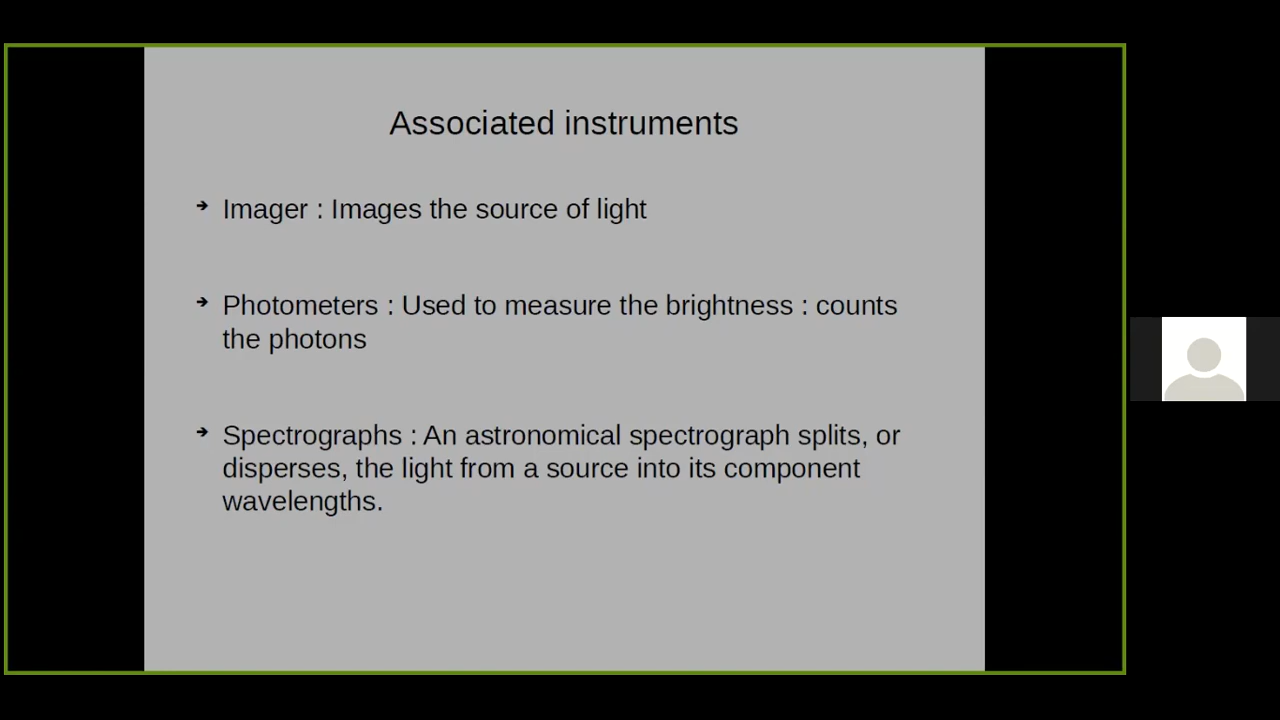 Associated instruments
➔ Imager : Images the source of light
➔ Photometers : Used to measure the brightness : counts
the photons
➔ Spectrographs : An astronomical spectrograph splits, or
disperses, the light from a source into its component
wavelengths.